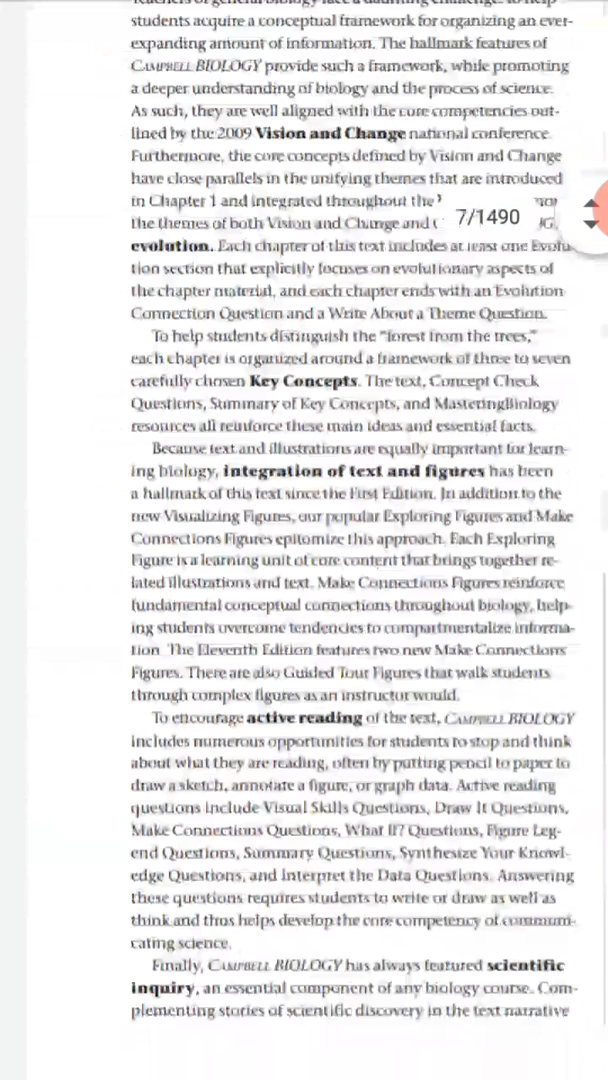 students acquire a conceptual framework for organizing an ever-
expanding amount of information. The hallmark features of
CAMPBELL BIOLOGY provide such a framework, while promoting
a deeper understanding of biology and the process of science.
As such, they are well aligned with the core competencies out-
lined by the 2009 Vision and Change national conference.
Furthermore, the core concepts defined by Vision and Change
have close parallels in the unifying themes that are introduced
in Chapter 1 and integrated throughout the
the themes of both Vision and Change and
7/1490
evolution. Each chapter of this text includes at least one Evolu-
tion section that explicitly focuses on evolutionary aspects of
the chapter material, and each chapter ends with an Evolution
Connection Question and a Write About a Theme Question.
To help students distinguish the "forest from the trees,"
each chapter is organized around a framework of three to seven
carefully chosen Key Concepts. The text, Concept Check
Questions, Summary of Key Concepts, and MasteringBiology
resources all reinforce these main ideas and essential facts.
Because text and illustrations are equally important for learn-
ing biology, integration of text and figures has been
a hallmark of this text since the First Edition. In addition to the
new Visualizing Figures, our popular Exploring Figures and Make
Connections Figures epitomize this approach. Each Exploring
Figure is a learning unit of core content that brings together re-
lated illustrations and text. Make Connections Figures reinforce
fundamental conceptual connections throughout biology, help-
ing students overcome tendencies to compartmentalize informa-
tion. The Eleventh Edition features two new Make Connections
Figures. There are also Guided Tour Figures that walk students
through complex figures as an instructor would.
To encourage active reading of the text, CAMPBELL BIOLOGY
includes numerous opportunities for students to stop and think
about what they are reading, often by putting pencil to paper to
draw a sketch, annotate a figure, or graph data. Active reading
questions include Visual Skills Questions, Draw It Questions,
Make Connections Questions, What If? Questions, Figure Leg-
end Questions, Summary Questions, Synthesize Your Knowl-
edge Questions, and Interpret the Data Questions. Answering
these questions requires students to write or draw as well as
think and thus helps develop the core competency of communi-
cating science.
Finally, CAMPBELL BIOLOGY has always featured scientific
inquiry, an essential component of any biology course. Com-
plementing stories of scientific discovery in the text narrative